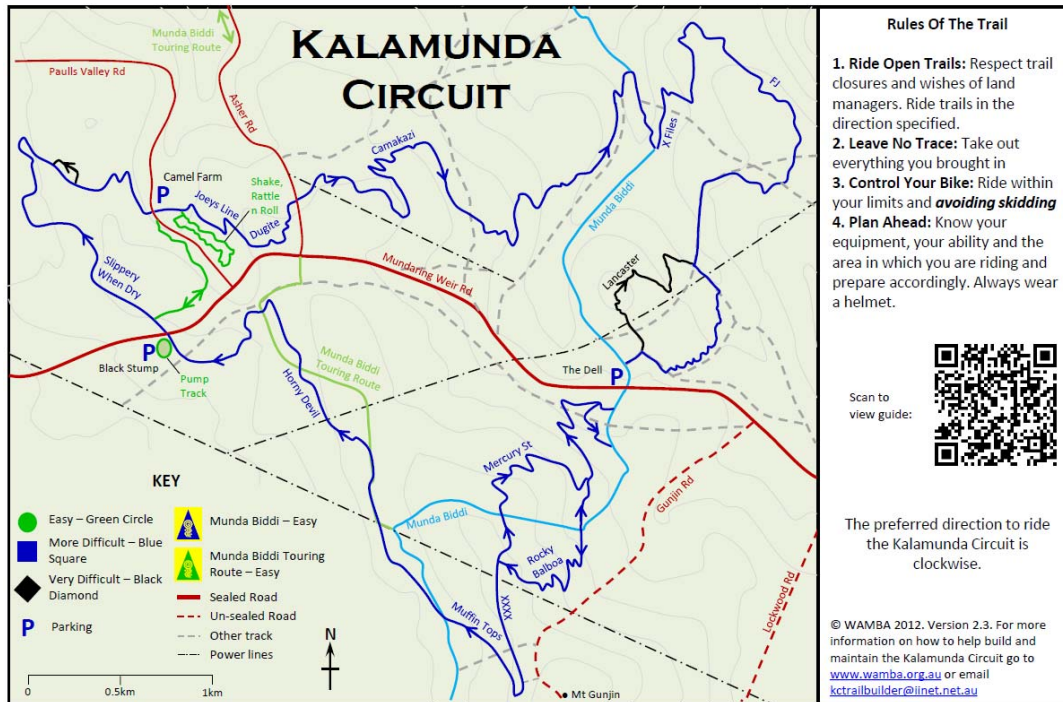 KALAMUNDA
CIRCUIT
Munda Biddi
Touring Route
Paulls Valley Rd
Asher Rd
Camel Farm
P
Joeys Line
Shake,
Rattle
n Roll
Dugite
Camakazi
X Files
FJ
Munda Biddi
Lancaster
Slippery
When Dry
Mundaring Weir Rd
P
Black Stump
Pump
Track
Munda Biddi
Touring Route
Horny Devil
The Dell
P
Mercury St
Gunjin Rd
Munda Biddi
Rocky
Balboa
XXXX
Muffin Tops
Lockwood Rd
Mt Gunjin
KEY
Easy – Green Circle
More Difficult – Blue
Square
Very Difficult – Black
Diamond
P Parking
Munda Biddi – Easy
Munda Biddi Touring
Route – Easy
Sealed Road
Un-sealed Road
Other track
Power lines
N
0 0.5km 1km
Rules Of The Trail
1. Ride Open Trails: Respect trail
closures and wishes of land
managers. Ride trails in the
direction specified.
2. Leave No Trace: Take out
everything you brought in
3. Control Your Bike: Ride within
your limits and avoiding skidding
4. Plan Ahead: Know your
equipment, your ability and the
area in which you are riding and
prepare accordingly. Always wear
a helmet.
Scan to
view guide:
The preferred direction to ride
the Kalamunda Circuit is
clockwise.
© WAMBA 2012. Version 2.3. For more
information on how to help build and
maintain the Kalamunda Circuit go to
www.wamba.org.au or email
kctrailbuilder@iinet.net.au